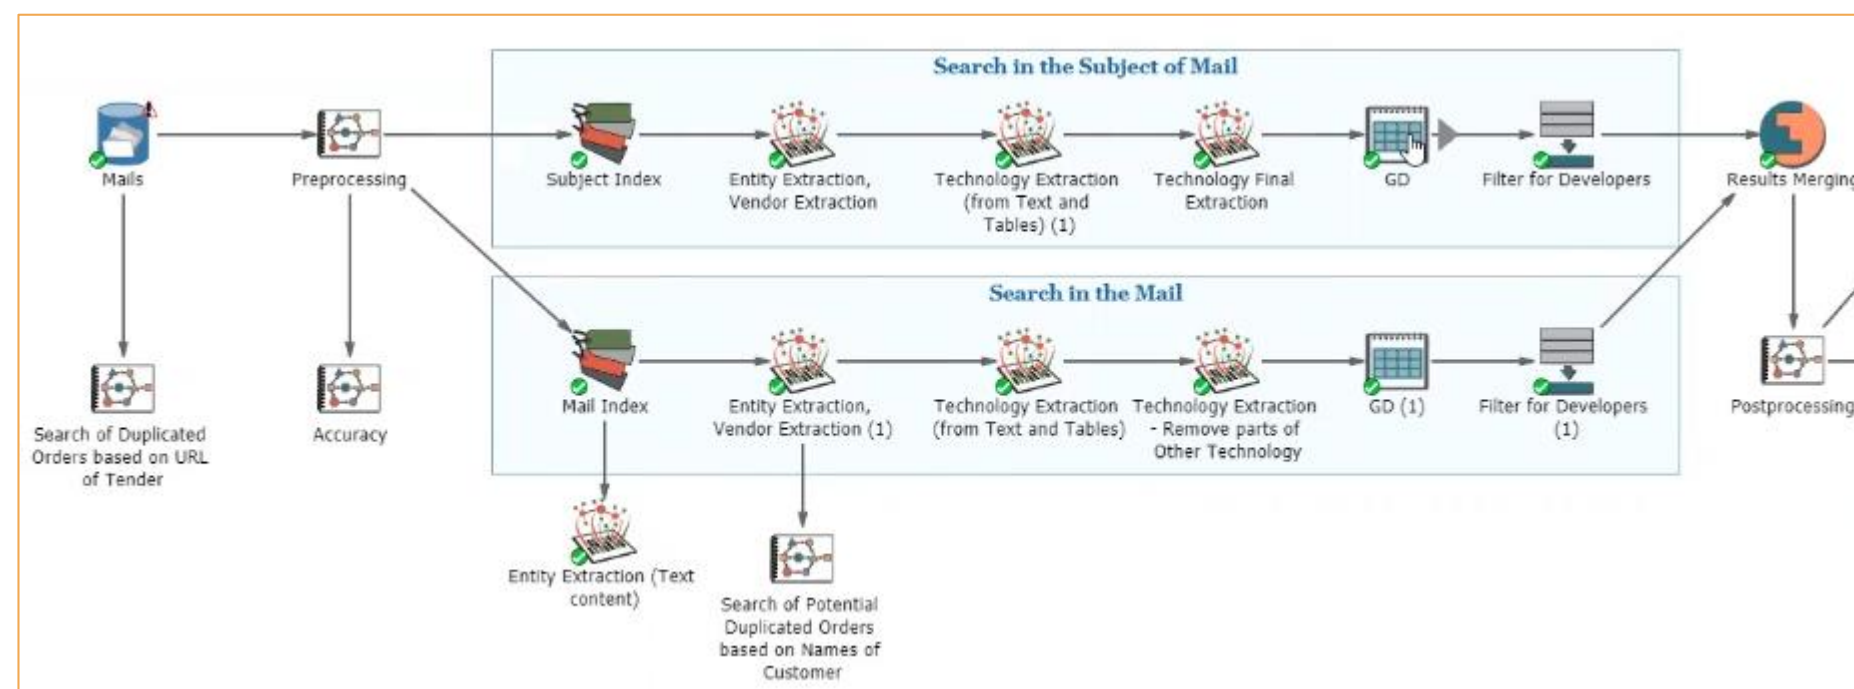 Search in the Subject of Mail
Mails
Preprocessing
Subject Index
Entity Extraction,
Vendor Extraction
Technology Extraction
(from Text and
Tables) (1)
Technology Final
Extraction
GD
Filter for Developers
Results Merging
Search in the Mail
Search of Duplicated
Orders based on URL
of Tender
Accuracy
Mail Index
Entity Extraction,
Vendor Extraction (1)
Technology Extraction
(from Text and Tables)
Technology Extraction
- Remove parts of
Other Technology
GD (1)
Filter for Developers
(1)
Postprocessing
Entity Extraction (Text
content)
Search of Potential
Duplicated Orders
based on Names of
Customer